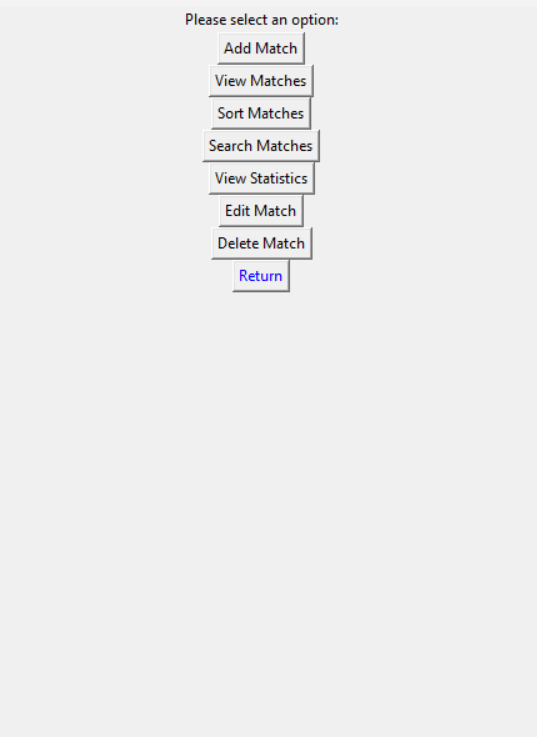 Please select an option:
Add Match
View Matches
Sort Matches
Search Matches
View Statistics
Edit Match
Delete Match
Return